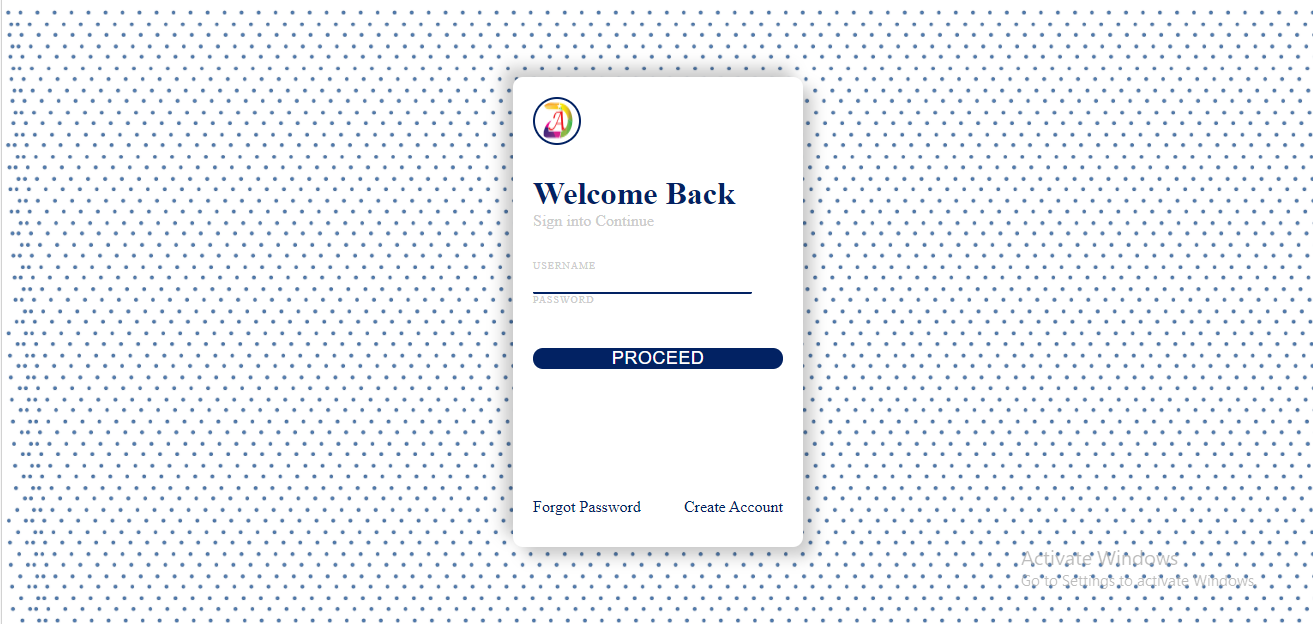 A
Welcome Back
Sign into Continue
USERNAME
PASSWORD
PROCEED
Forgot Password Create Account
Activate Windows
Go to Settings to activate Windows.